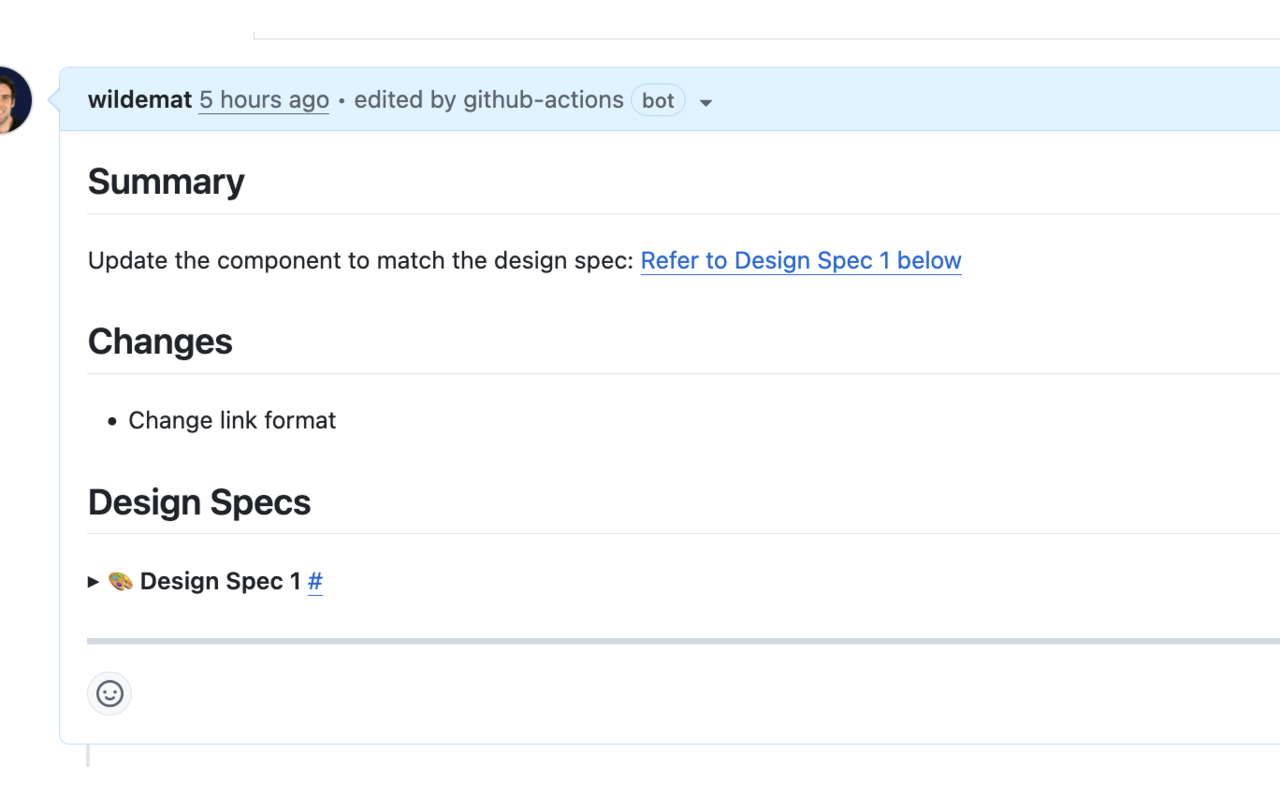 wildemat 5 hours ago • edited by github-actions bot
Summary
Update the component to match the design spec: Refer to Design Spec 1 below
Changes
• Change link format
Design Specs
🎨 Design Spec 1 #